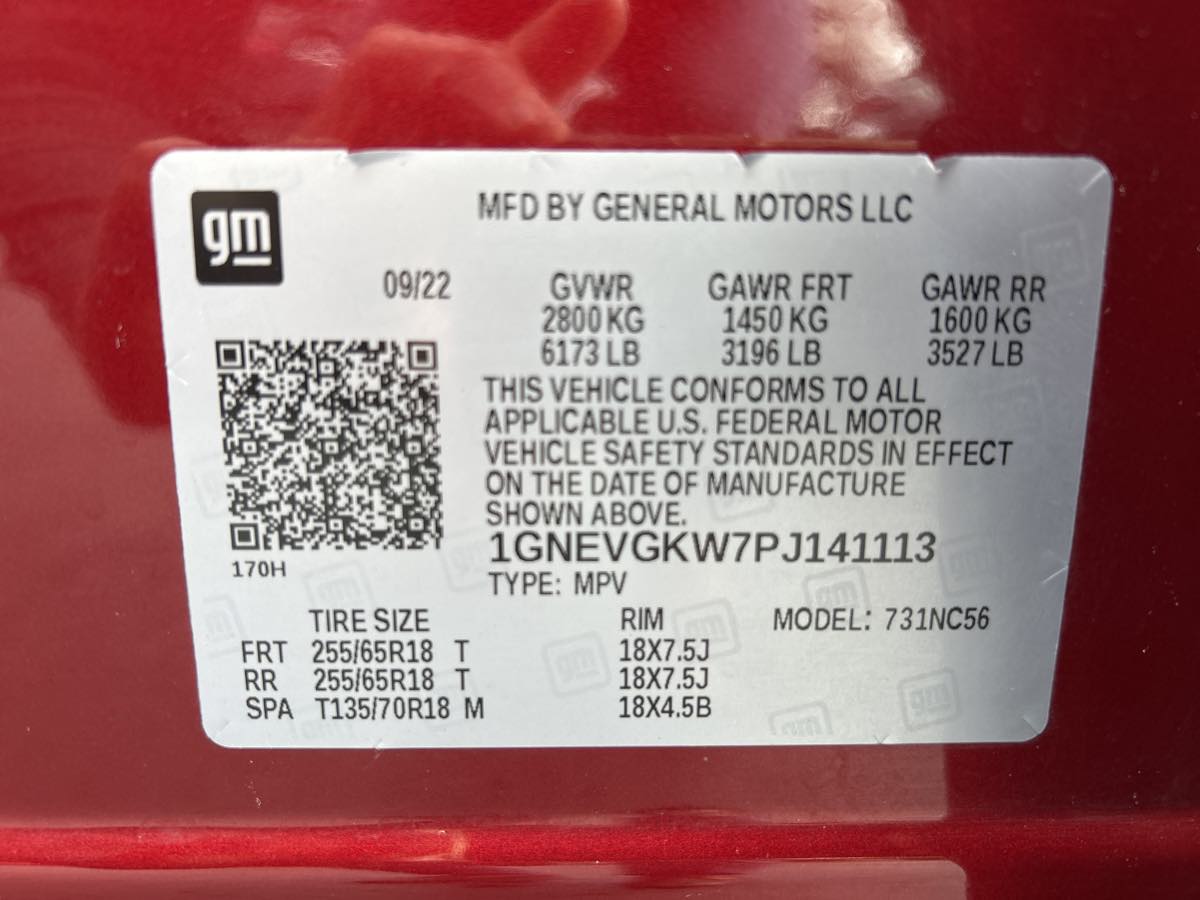 gm
MFD BY GENERAL MOTORS LLC
09/22 GVWR GAWR FRT GAWR RR
2800 KG 1450 KG 1600 KG
6173 LB 3196 LB 3527 LB
THIS VEHICLE CONFORMS TO ALL
APPLICABLE U.S. FEDERAL MOTOR
VEHICLE SAFETY STANDARDS IN EFFECT
ON THE DATE OF MANUFACTURE
SHOWN ABOVE.
1GNEVGKW7PJ141113
170H
TYPE: MPV
TIRE SIZE RIM MODEL: 731NC56
FRT 255/65R18 T 18X7.5J
RR 255/65R18 T 18X7.5J
SPA T135/70R18 M 18X4.5B